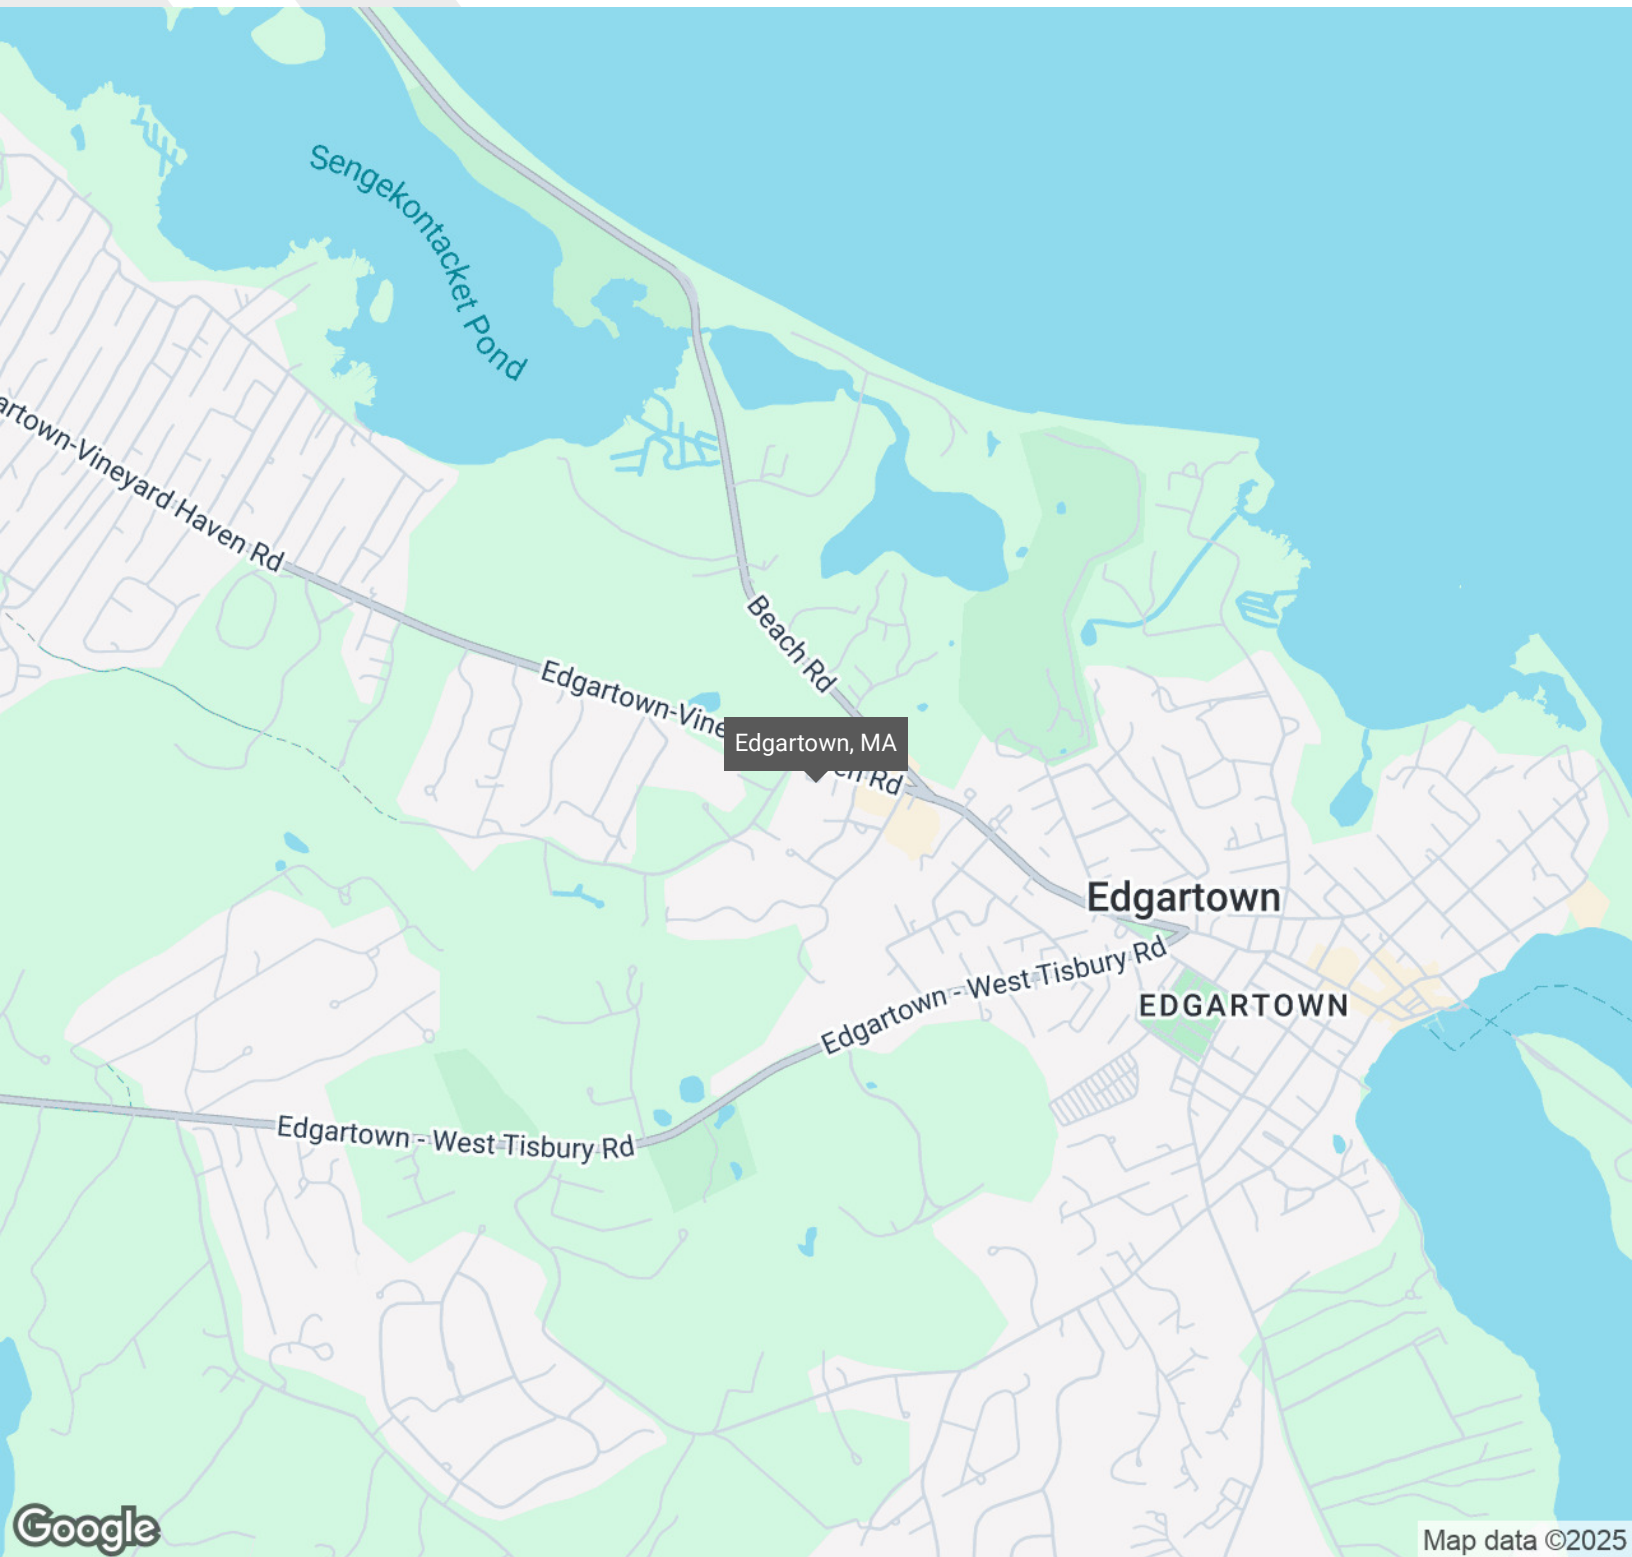 Sengekontacket Pond
artown-Vineyard Haven Rd
Beach Rd
Edgartown-Vine
en Rd
Edgartown, MA
Edgartown
Edgartown - West Tisbury Rd
EDGARTOWN
Edgartown - West Tisbury Rd
Google
Map data ©2025